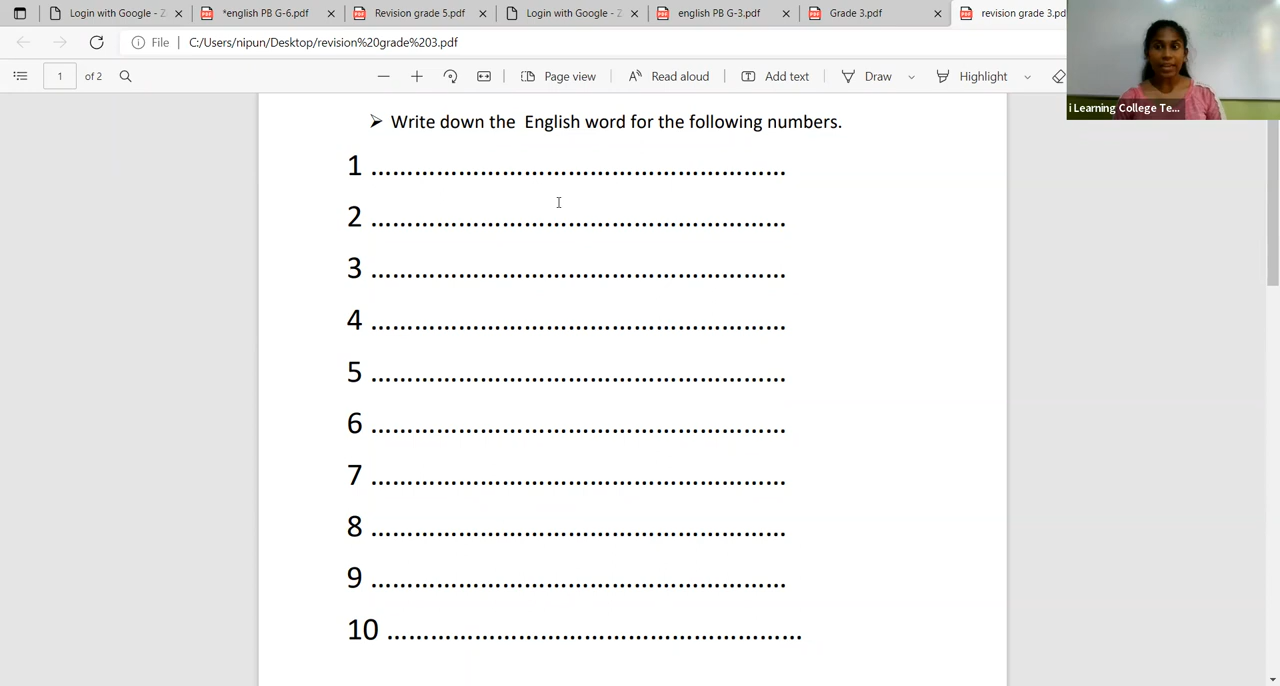 Login with Google - Z
*english PB G-6.pdf
Revision grade 5.pdf
Login with Google - Z
english PB G-3.pdf
Grade 3.pdf
revision grade 3.pd
File
C:/Users/nipun/Desktop/revision%20grade%203.pdf
1 of 2
Page view
Read aloud
Add text
Draw
Highlight
i Learning College Te...
➢ Write down the English word for the following numbers.
1 ……………………………………………………
2 ……………………………………………………
3 ……………………………………………………
4 ……………………………………………………
5 ……………………………………………………
6 ……………………………………………………
7 ……………………………………………………
8 ……………………………………………………
9 ……………………………………………………
10 ……………………………………………………